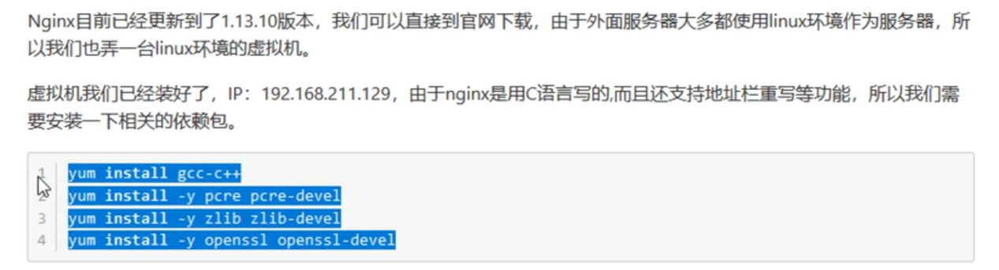 Nginx目前已经更新到了1.13.10版本，我们可以直接到官网下载，由于外面服务器大多都使用linux环境作为服务器，所
以我们也弄一台linux环境的虚拟机。
虚拟机我们已经装好了，IP：192.168.211.129，由于nginx是用C语言写的,而且还支持地址栏重写等功能，所以我们需
要安装一下相关的依赖包。
1 yum install gcc-c++
2 yum install -y pcre pcre-devel
3 yum install -y zlib zlib-devel
4 yum install -y openssl openssl-devel